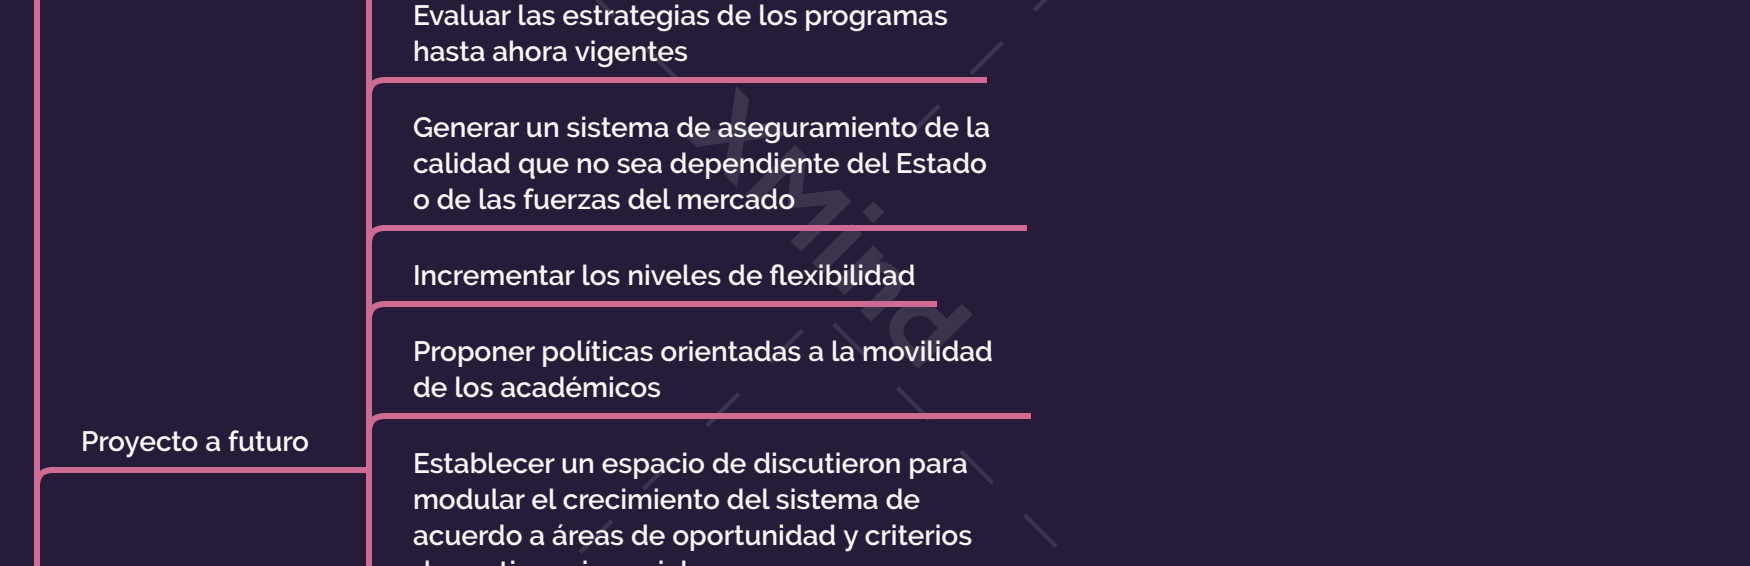 Evaluar las estrategias de los programas
hasta ahora vigentes
Generar un sistema de aseguramiento de la
calidad que no sea dependiente del Estado
o de las fuerzas del mercado
Incrementar los niveles de flexibilidad
Proponer políticas orientadas a la movilidad
de los académicos
Proyecto a futuro
Establecer un espacio de discutieron para
modular el crecimiento del sistema de
acuerdo a áreas de oportunidad y criterios
XMind